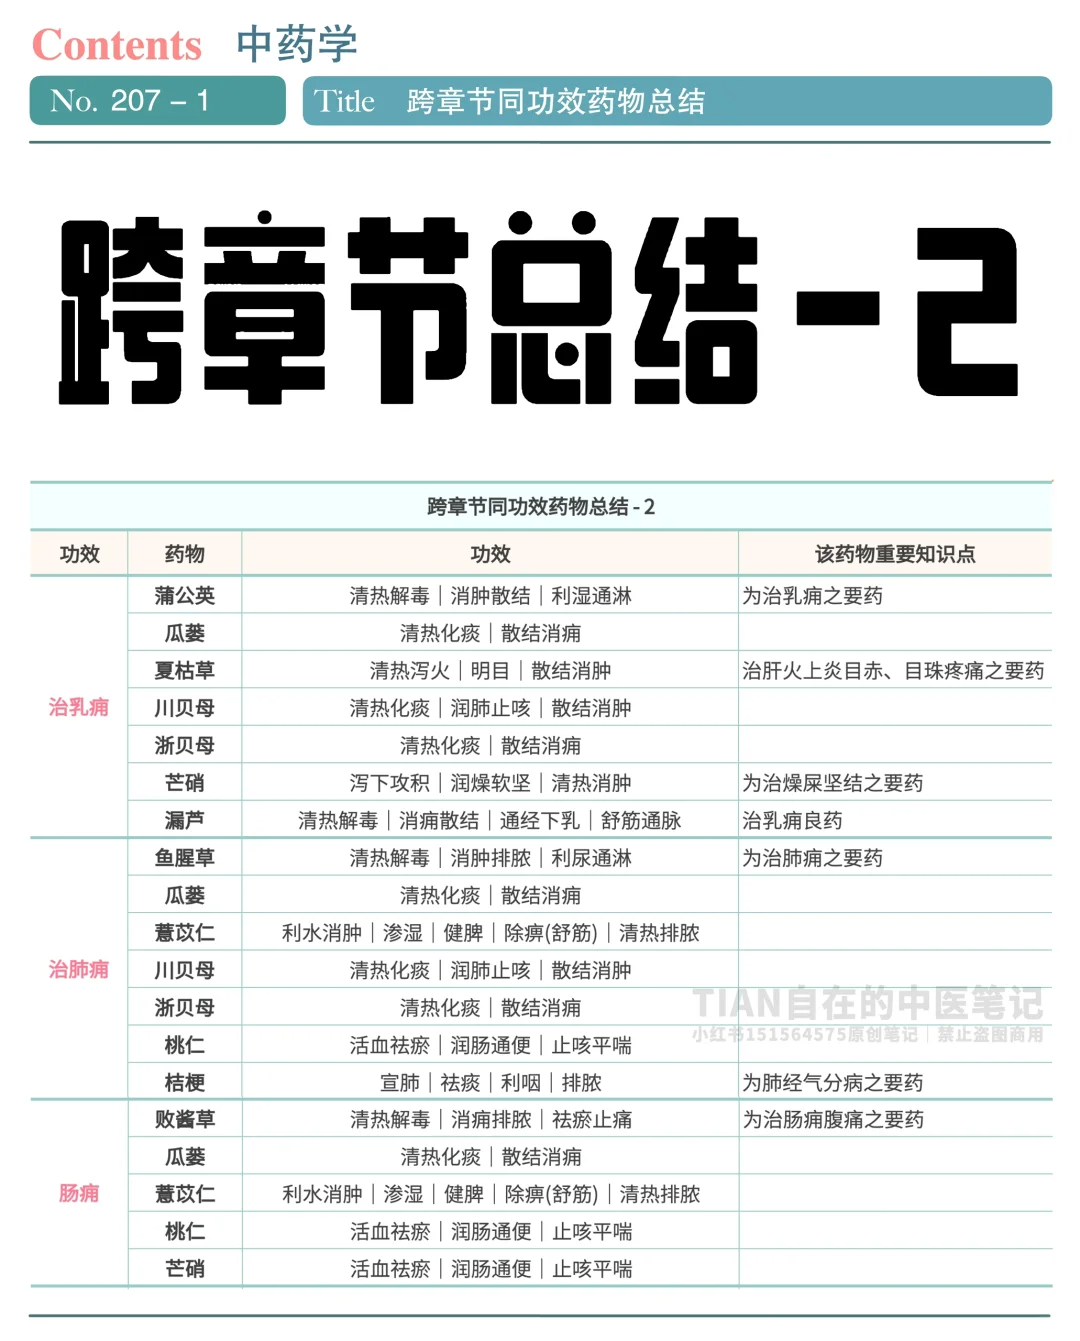 Contents 中药学
No. 207 – 1 Title 跨章节同功效药物总结
跨章节总结-2
跨章节同功效药物总结 - 2
功效 药物 功效 该药物重要知识点
治乳痈
蒲公英 清热解毒｜消肿散结｜利湿通淋 为治乳痈之要药
瓜蒌 清热化痰｜散结消痈
夏枯草 清热泻火｜明目｜散结消肿 治肝火上炎目赤、目珠疼痛之要药
川贝母 清热化痰｜润肺止咳｜散结消肿
浙贝母 清热化痰｜散结消痈
芒硝 泻下攻积｜润燥软坚｜清热消肿 为治燥屎坚结之要药
漏芦 清热解毒｜消痈散结｜通经下乳｜舒筋通脉 治乳痈良药
治肺痈
鱼腥草 清热解毒｜消肿排脓｜利尿通淋 为治肺痈之要药
瓜蒌 清热化痰｜散结消痈
薏苡仁 利水消肿｜渗湿｜健脾｜除痹(舒筋)｜清热排脓
川贝母 清热化痰｜润肺止咳｜散结消肿
浙贝母 清热化痰｜散结消痈
桃仁 活血祛瘀｜润肠通便｜止咳平喘
桔梗 宣肺｜祛痰｜利咽｜排脓 为肺经气分病之要药
肠痈
败酱草 清热解毒｜消痈排脓｜祛瘀止痛 为治肠痈腹痛之要药
瓜蒌 清热化痰｜散结消痈
薏苡仁 利水消肿｜渗湿｜健脾｜除痹(舒筋)｜清热排脓
桃仁 活血祛瘀｜润肠通便｜止咳平喘
芒硝 活血祛瘀｜润肠通便｜止咳平喘
TIAN自在的中医笔记
小红书151564575原创笔记｜禁止盗图商用